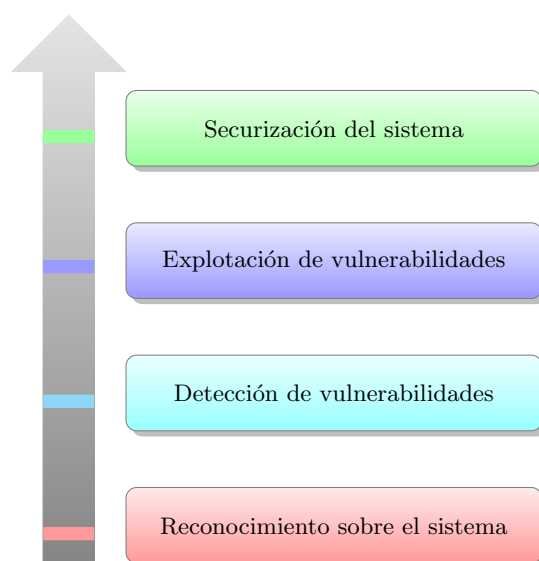 Securización del sistema
Explotación de vulnerabilidades
Detección de vulnerabilidades
Reconocimiento sobre el sistema